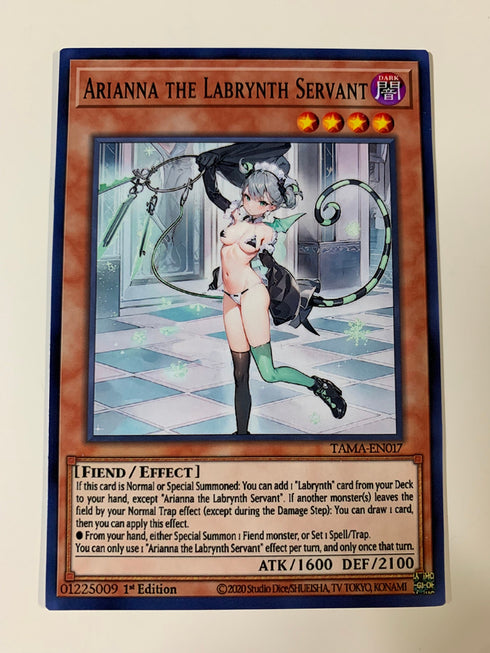 ARIANNA THE LABRYNTH SERVANT
DARK
闇
TAMA-EN017
[FIEND / EFFECT]
If this card is Normal or Special Summoned: You can add 1 "Labrynth" card from your Deck
to your hand, except "Arianna the Labrynth Servant". If another monster(s) leaves the
field by your Normal Trap effect (except during the Damage Step): You can draw 1 card,
then you can apply this effect.
● From your hand, either Special Summon 1 Fiend monster, or Set 1 Spell/Trap.
You can only use 1 "Arianna the Labrynth Servant" effect per turn, and only once that turn.
ATK/1600 DEF/2100
01225009 1st Edition ©2020 Studio Dice/SHUEISHA, TV TOKYO, KONAMI